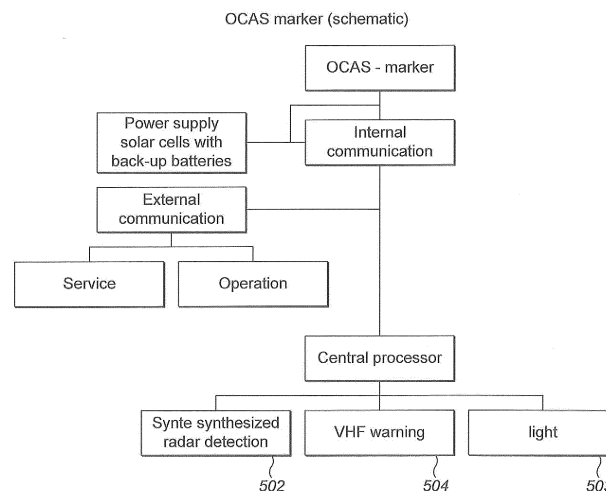 OCAS marker (schematic)
OCAS - marker
Power supply
solar cells with
back-up batteries
Internal
communication
External
communication
Service
Operation
Central processor
Synte synthesized
radar detection
VHF warning
light
502
504
503